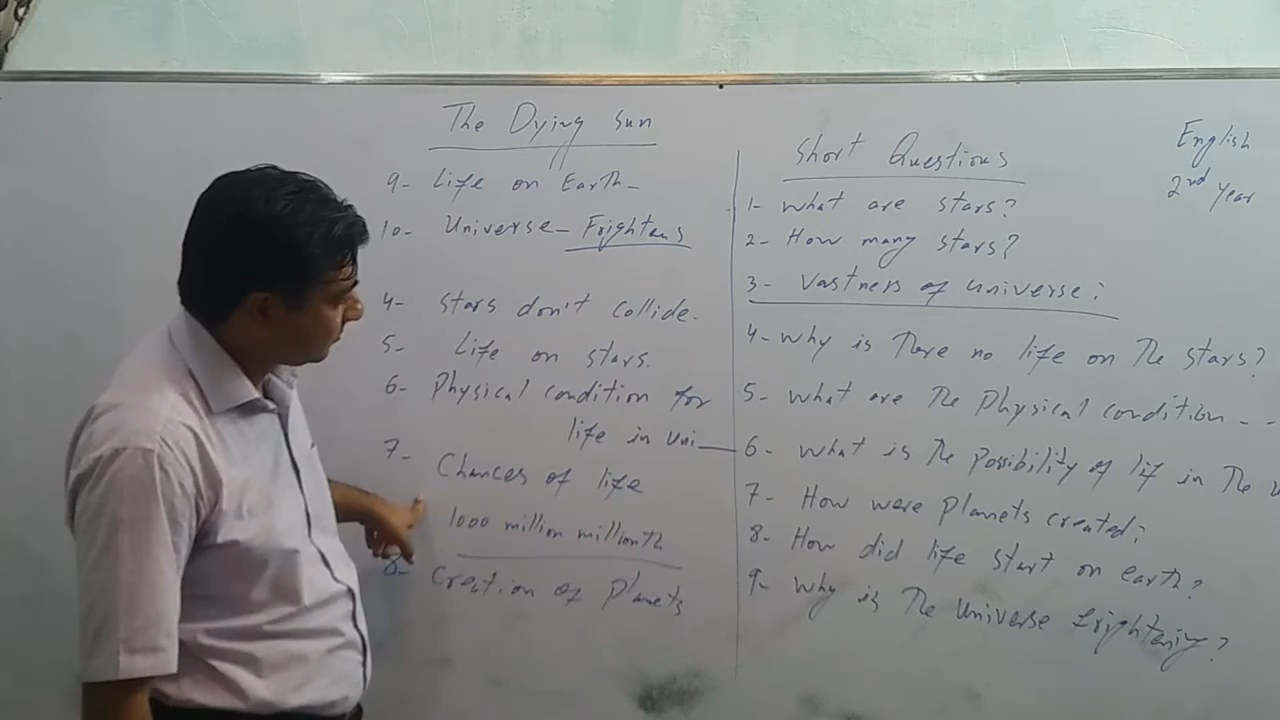 The Dying Sun
9- Life on Earth-
10- Universe- Frightens
4- Stars don't Collide.
5- Life on stars.
6- Physical condition for
life in Uni
7- Chances of life
1000 million millionth
8- Creation of Planets
Short Questions
1- What are stars?
2- How many stars?
3- Vastness of universe:
4- Why is There no life on The stars?
5- What are The Physical condition - -
6- What is The Possibility of lif in The
7- How were Planets created?
8- How did life start on earth?
9- Why is The Universe frightening?
English
2nd Year